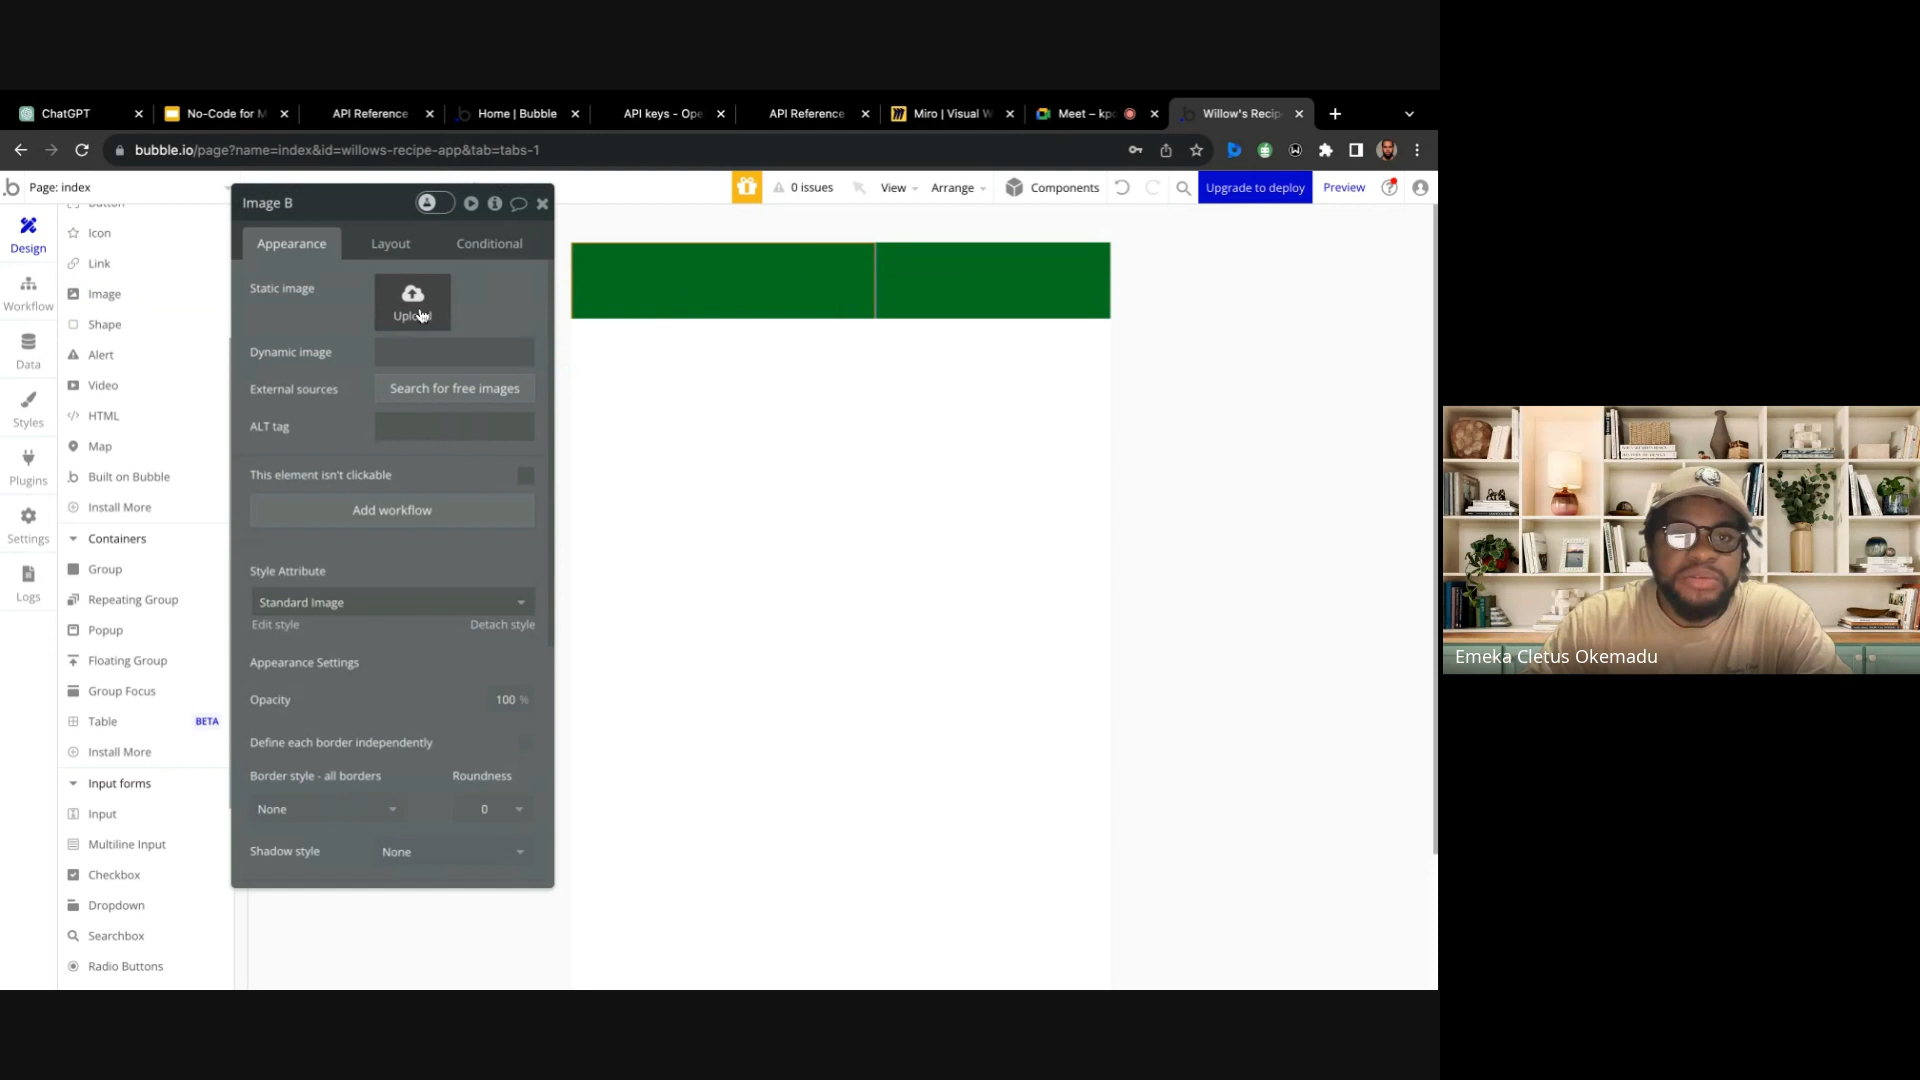 ChatGPT
No-Code for M
API Reference
Home | Bubble
API keys - Ope
API Reference
Miro | Visual W
Meet – kpc
Willow's Recip
bubble.io/page?name=index&id=willows-recipe-app&tab=tabs-1
Page: index
0 issues
View
Arrange
Components
Upgrade to deploy
Preview
Design
Workflow
Data
Styles
Plugins
Settings
Logs
Button
Icon
Link
Image
Shape
Alert
Video
HTML
Map
Built on Bubble
Install More
Containers
Group
Repeating Group
Popup
Floating Group
Group Focus
Table BETA
Install More
Input forms
Input
Multiline Input
Checkbox
Dropdown
Searchbox
Radio Buttons
Image B
Appearance Layout Conditional
Static image
Upload
Dynamic image
External sources Search for free images
ALT tag
This element isn't clickable
Add workflow
Style Attribute
Standard Image
Edit style Detach style
Appearance Settings
Opacity 100 %
Define each border independently
Border style - all borders Roundness
None 0
Shadow style None
Emeka Cletus Okemadu